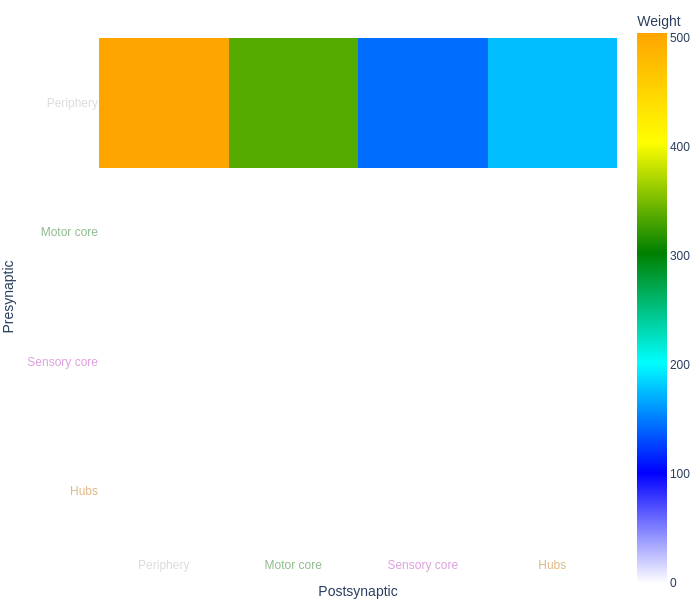 Weight
500
400
300
200
100
0
Presynaptic
Periphery
Motor core
Sensory core
Hubs
Periphery Motor core Sensory core Hubs
Postsynaptic